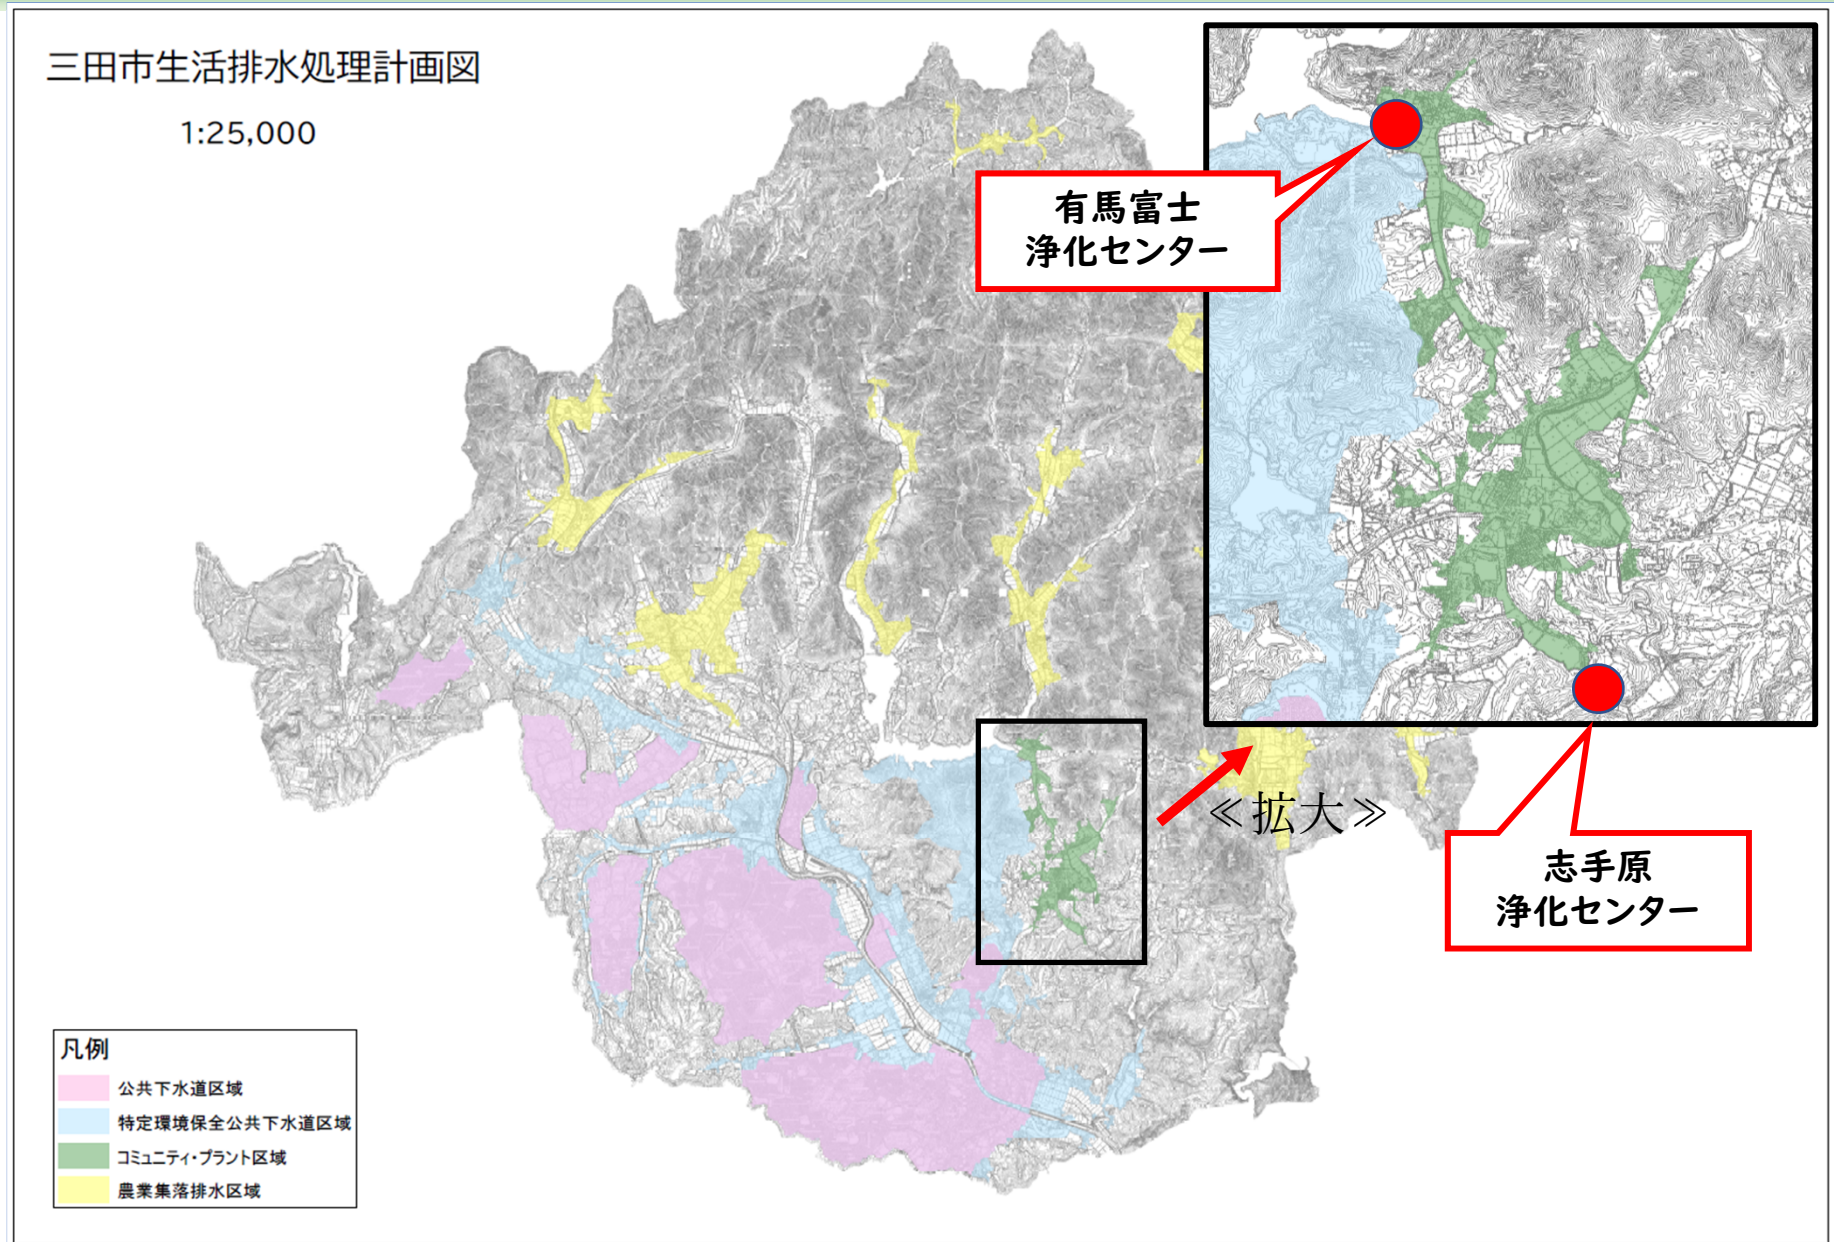 三田市生活排水処理計画図
1:25,000
有馬富士
浄化センター
≪拡大≫
志手原
浄化センター
凡例
公共下水道区域
特定環境保全公共下水道区域
コミュニティ・プラント区域
農業集落排水区域